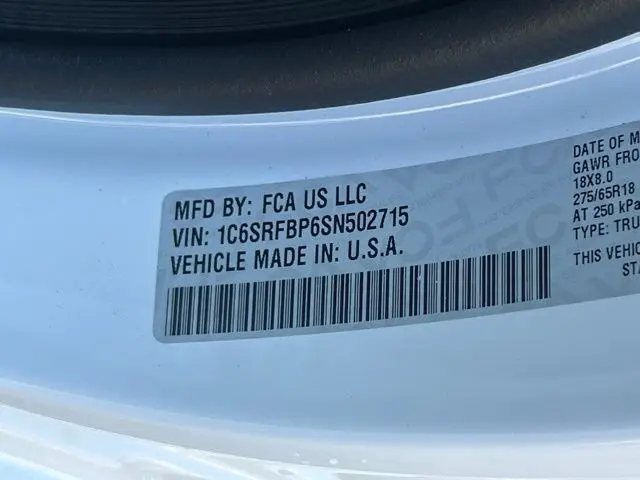 MFD BY: FCA US LLC
VIN: 1C6SRFBP6SN502715
VEHICLE MADE IN: U.S.A.
DATE OF M
GAWR FRO
18X8.0
275/65R18
AT 250 kPa
TYPE: TRU
THIS VEHIC
STA